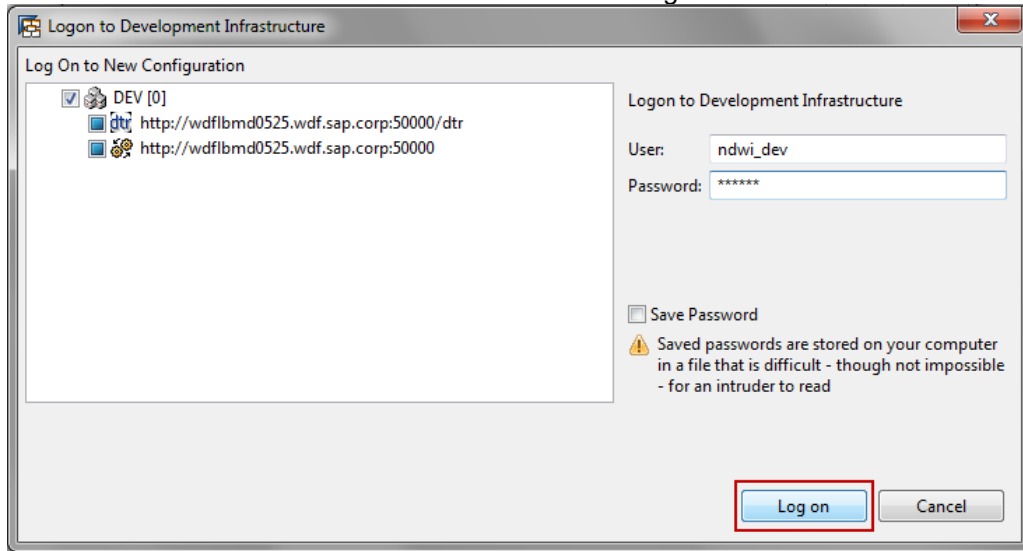 Logon to Development Infrastructure
Log On to New Configuration
DEV [0]
dtr http://wdflbmd0525.wdf.sap.corp:50000/dtr
http://wdflbmd0525.wdf.sap.corp:50000
Logon to Development Infrastructure
User: ndwi_dev
Password: ******
Save Password
Saved passwords are stored on your computer
in a file that is difficult - though not impossible
- for an intruder to read
Log on
Cancel